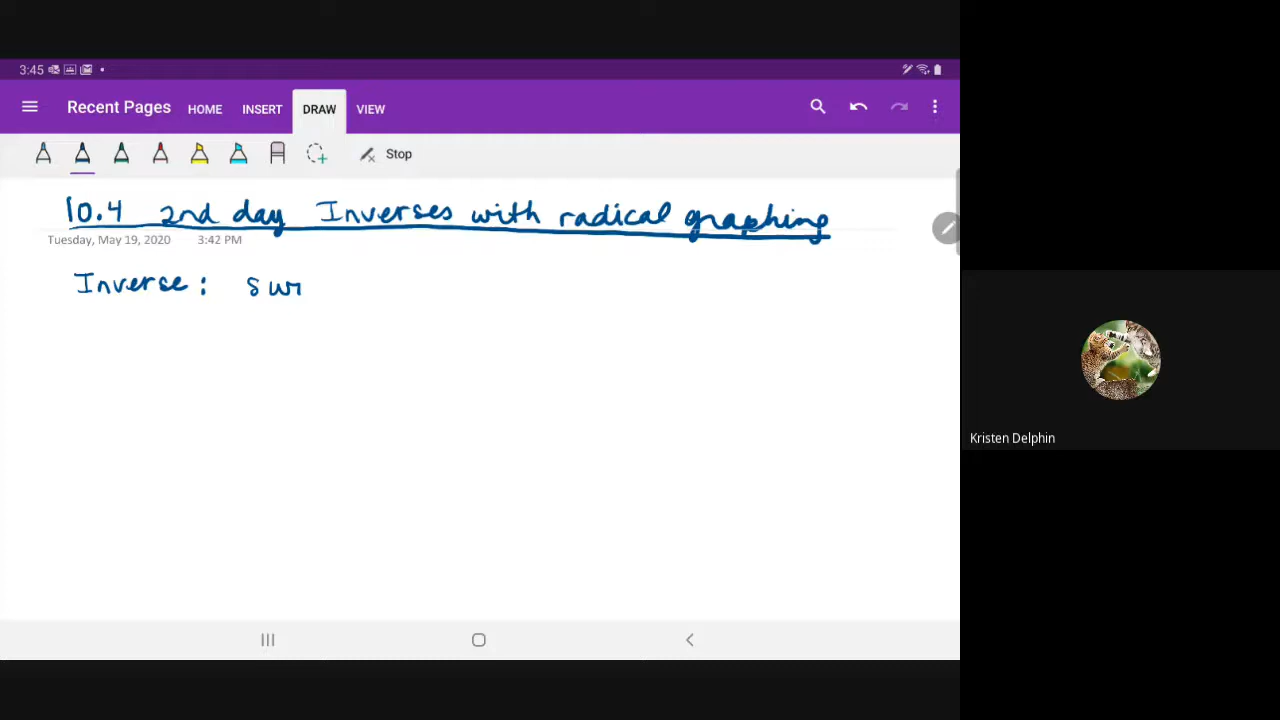 3:45
Recent Pages HOME INSERT DRAW VIEW
Stop
10.4 2nd day Inverses with radical graphing
Tuesday, May 19, 2020 3:42 PM
Inverse: swi
Kristen Delphin